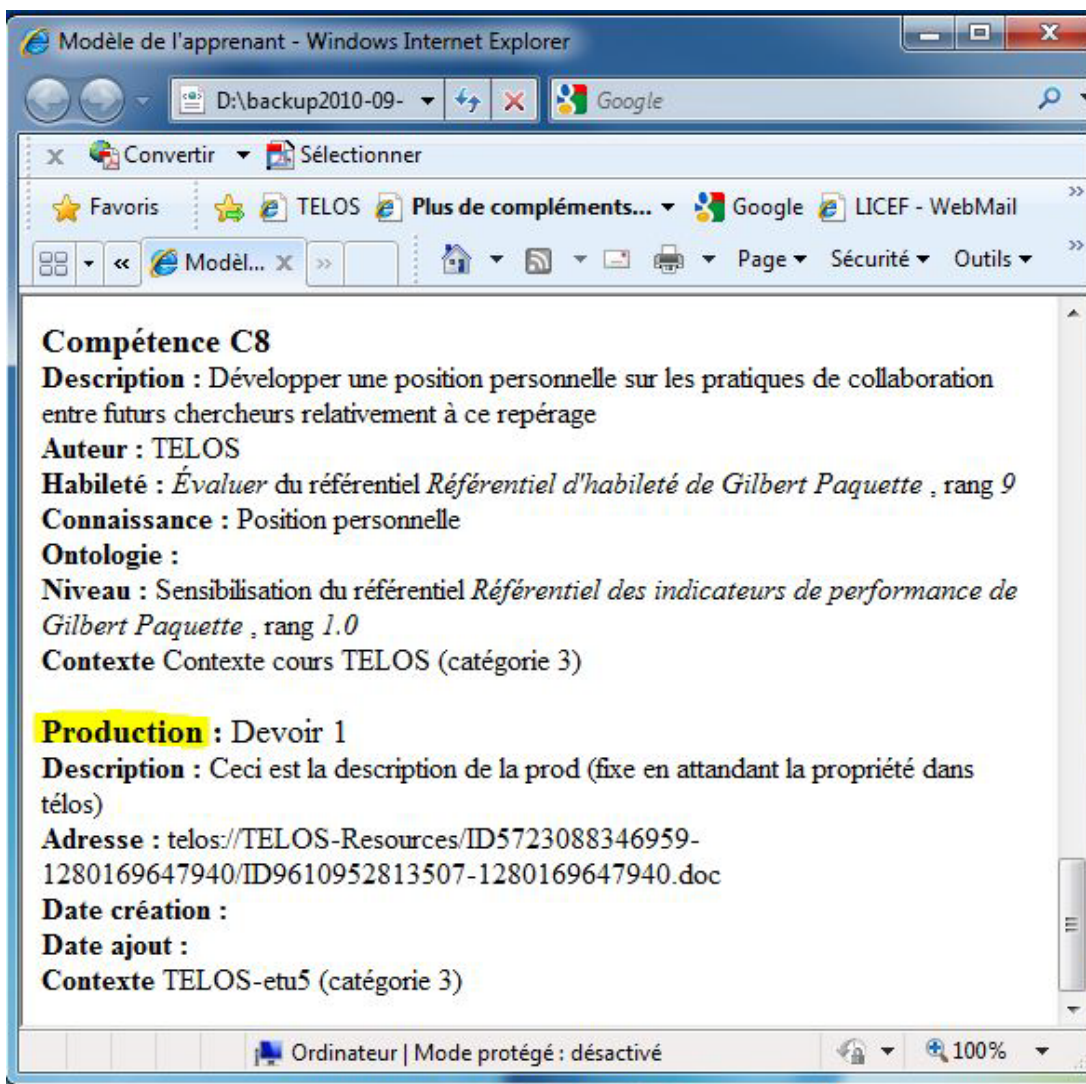 Modèle de l'apprenant - Windows Internet Explorer
D:\backup2010-09-
Google
x Convertir Sélectionner
Favoris TELOS Plus de compléments... Google LICEF - WebMail »
« Modèl... X » Page Sécurité Outils »
Compétence C8
Description : Développer une position personnelle sur les pratiques de collaboration
entre futurs chercheurs relativement à ce repérage
Auteur : TELOS
Habileté : Évaluer du référentiel Référentiel d'habileté de Gilbert Paquette , rang 9
Connaissance : Position personnelle
Ontologie :
Niveau : Sensibilisation du référentiel Référentiel des indicateurs de performance de
Gilbert Paquette , rang 1.0
Contexte Contexte cours TELOS (catégorie 3)
Production : Devoir 1
Description : Ceci est la description de la prod (fixe en attandant la propriété dans
télos)
Adresse : telos://TELOS-Resources/ID5723088346959-
1280169647940/ID9610952813507-1280169647940.doc
Date création :
Date ajout :
Contexte TELOS-etu5 (catégorie 3)
Ordinateur | Mode protégé : désactivé 100%